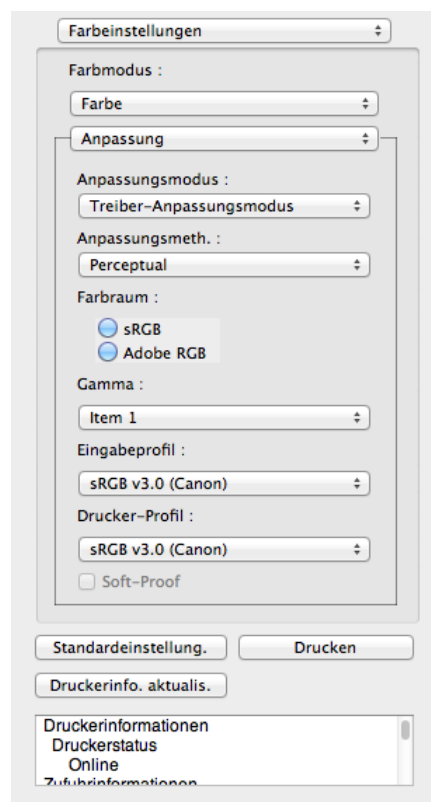 Farbeinstellungen
Farbmodus :
Farbe
Anpassung
Anpassungsmodus :
Treiber-Anpassungsmodus
Anpassungsmeth. :
Perceptual
Farbraum :
sRGB
Adobe RGB
Gamma :
Item 1
Eingabeprofil :
sRGB v3.0 (Canon)
Drucker-Profil :
sRGB v3.0 (Canon)
Soft-Proof
Standardeinstellung. Drucken
Druckerinfo. aktualis.
Druckerinformationen
Druckerstatus
Online
Zufuhrinformationen